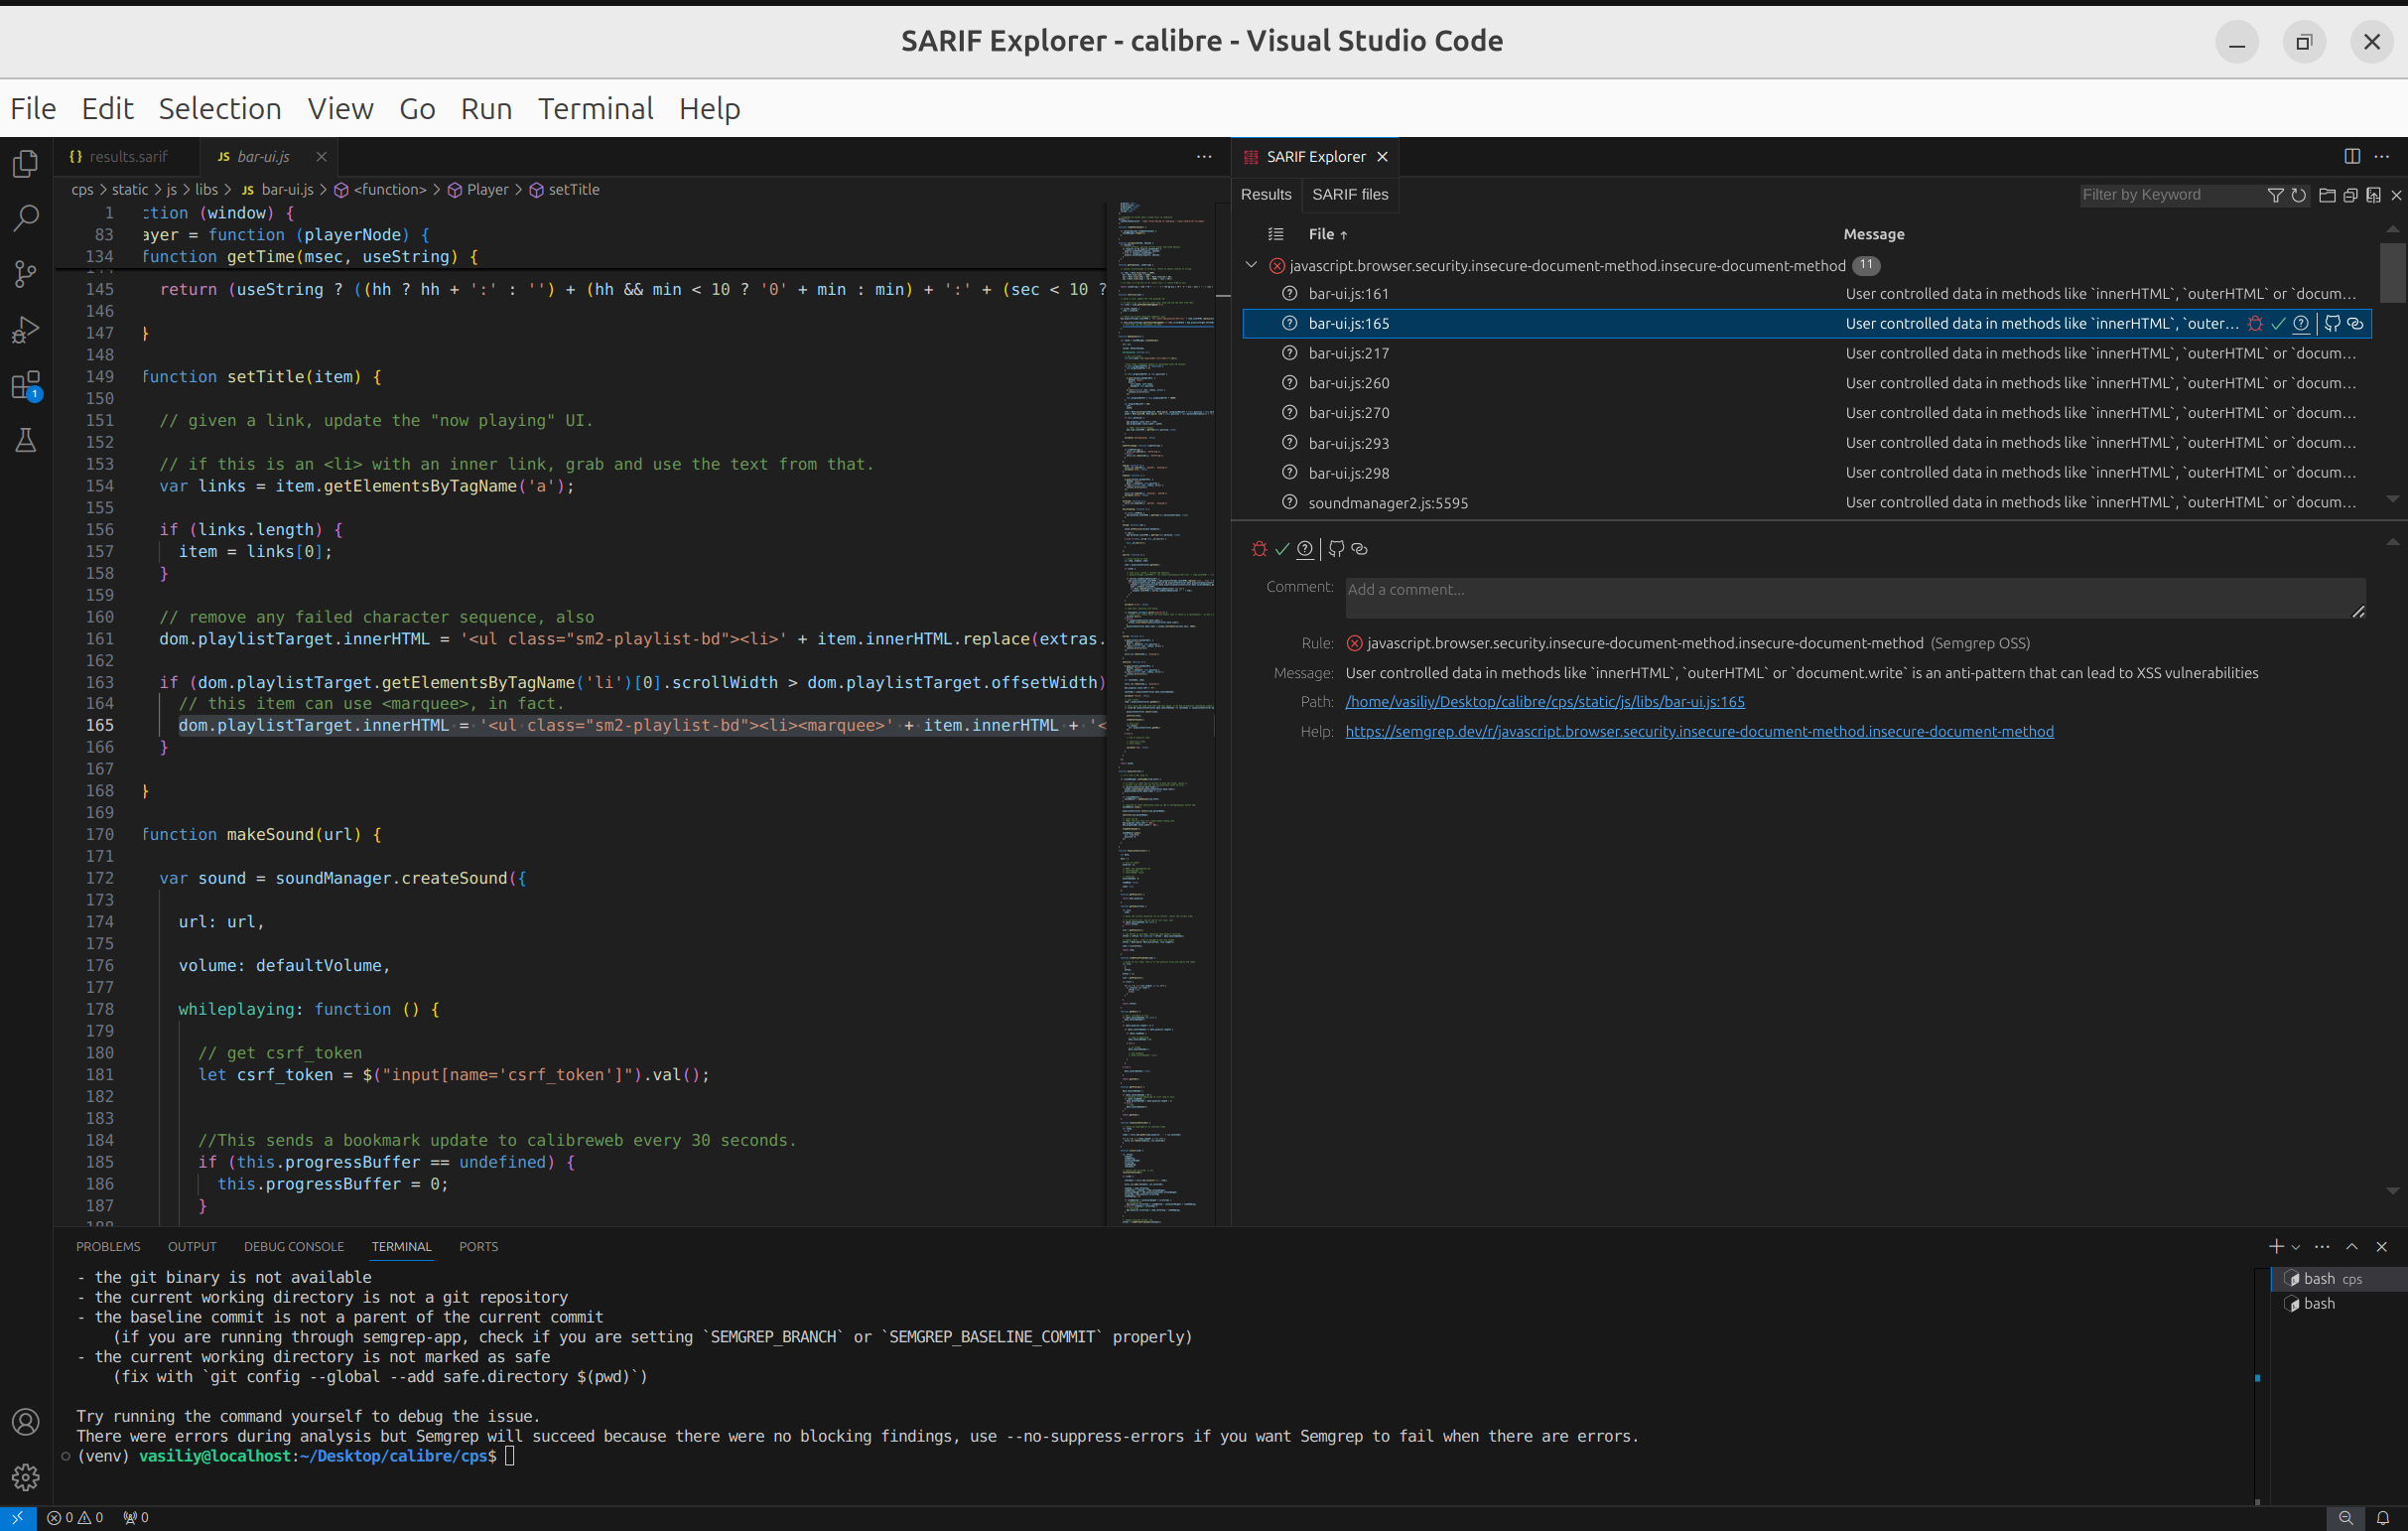 SARIF Explorer - calibre - Visual Studio Code
File Edit Selection View Go Run Terminal Help
{} results.sarif
JS bar-ui.js
cps > static > js > libs > JS bar-ui.js > <function> > Player > setTitle
1 ction (window) {
83 ayer = function (playerNode) {
134 function getTime(msec, useString) {
145 return (useString ? ((hh ? hh + ':' : '') + (hh && min < 10 ? '0' + min : min) + ':' + (sec < 10 ?
146
147 }
148
149 function setTitle(item) {
150
151 // given a link, update the "now playing" UI.
152
153 // if this is an <li> with an inner link, grab and use the text from that.
154 var links = item.getElementsByTagName('a');
155
156 if (links.length) {
157 item = links[0];
158 }
159
160 // remove any failed character sequence, also
161 dom.playlistTarget.innerHTML = '<ul class="sm2-playlist-bd"><li>' + item.innerHTML.replace(extras.
162
163 if (dom.playlistTarget.getElementsByTagName('li')[0].scrollWidth > dom.playlistTarget.offsetWidth)
164 // this item can use <marquee>, in fact.
165 dom.playlistTarget.innerHTML = '<ul class="sm2-playlist-bd"><li><marquee>' + item.innerHTML + '<
166 }
167
168 }
169
170 function makeSound(url) {
171
172 var sound = soundManager.createSound({
173
174 url: url,
175
176 volume: defaultVolume,
177
178 whileplaying: function () {
179
180 // get csrf_token
181 let csrf_token = $("input[name='csrf_token']").val();
182
183
184 //This sends a bookmark update to calibreweb every 30 seconds.
185 if (this.progressBuffer == undefined) {
186 this.progressBuffer = 0;
187 }
188
SARIF Explorer
Results SARIF files
Filter by Keyword
File ↑ Message
javascript.browser.security.insecure-document-method.insecure-document-method 11
bar-ui.js:161 User controlled data in methods like `innerHTML`, `outerHTML` or `docum...
bar-ui.js:165 User controlled data in methods like `innerHTML`, `outer...
bar-ui.js:217 User controlled data in methods like `innerHTML`, `outerHTML` or `docum...
bar-ui.js:260 User controlled data in methods like `innerHTML`, `outerHTML` or `docum...
bar-ui.js:270 User controlled data in methods like `innerHTML`, `outerHTML` or `docum...
bar-ui.js:293 User controlled data in methods like `innerHTML`, `outerHTML` or `docum...
bar-ui.js:298 User controlled data in methods like `innerHTML`, `outerHTML` or `docum...
soundmanager2.js:5595 User controlled data in methods like `innerHTML`, `outerHTML` or `docum...
Comment: Add a comment...
Rule: javascript.browser.security.insecure-document-method.insecure-document-method (Semgrep OSS)
Message: User controlled data in methods like `innerHTML`, `outerHTML` or `document.write` is an anti-pattern that can lead to XSS vulnerabilities
Path: /home/vasiliy/Desktop/calibre/cps/static/js/libs/bar-ui.js:165
Help: https://semgrep.dev/r/javascript.browser.security.insecure-document-method.insecure-document-method
PROBLEMS OUTPUT DEBUG CONSOLE TERMINAL PORTS
- the git binary is not available
- the current working directory is not a git repository
- the baseline commit is not a parent of the current commit
(if you are running through semgrep-app, check if you are setting `SEMGREP_BRANCH` or `SEMGREP_BASELINE_COMMIT` properly)
- the current working directory is not marked as safe
(fix with `git config --global --add safe.directory $(pwd)`)
Try running the command yourself to debug the issue.
There were errors during analysis but Semgrep will succeed because there were no blocking findings, use --no-suppress-errors if you want Semgrep to fail when there are errors.
(venv) vasiliy@localhost:~/Desktop/calibre/cps$
bash cps
bash
1
0 0 0